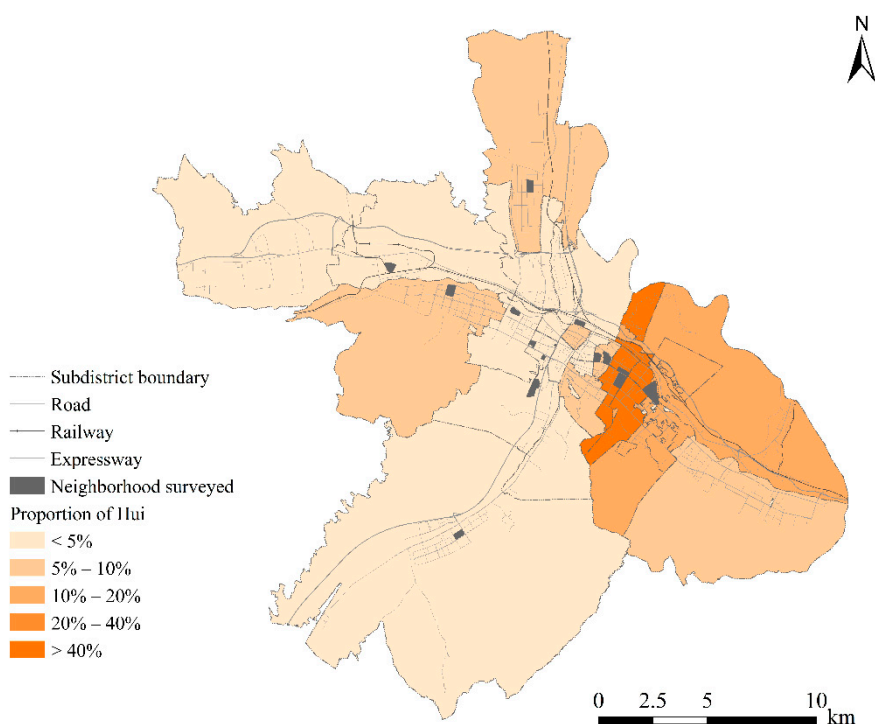 N
Subdistrict boundary
Road
Railway
Expressway
Neighborhood surveyed
Proportion of Hui
< 5%
5% – 10%
10% – 20%
20% – 40%
> 40%
0 2.5 5 10
km